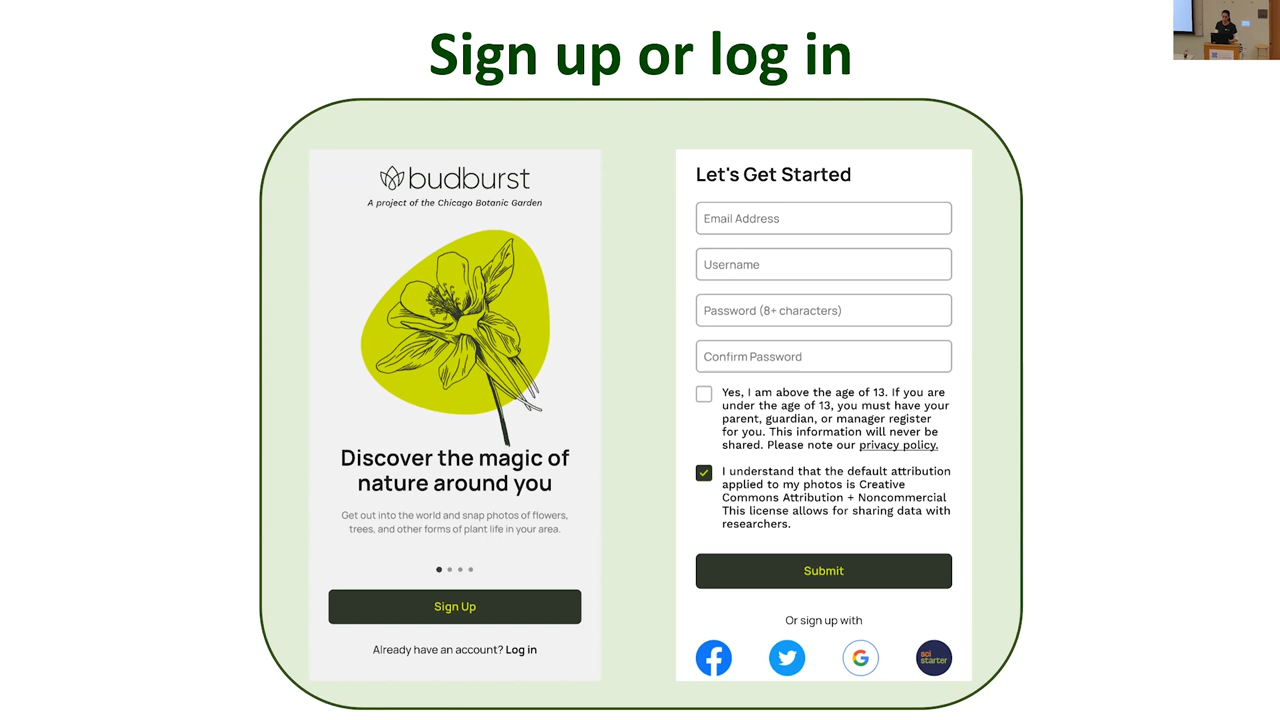 Sign up or log in
budburst
A project of the Chicago Botanic Garden
Discover the magic of
nature around you
Get out into the world and snap photos of flowers,
trees, and other forms of plant life in your area.
Sign Up
Already have an account? Log in
Let's Get Started
Email Address
Username
Password (8+ characters)
Confirm Password
Yes, I am above the age of 13. If you are
under the age of 13, you must have your
parent, guardian, or manager register
for you. This information will never be
shared. Please note our privacy policy.
I understand that the default attribution
applied to my photos is Creative
Commons Attribution + Noncommercial
This license allows for sharing data with
researchers.
Submit
Or sign up with
sci
starter